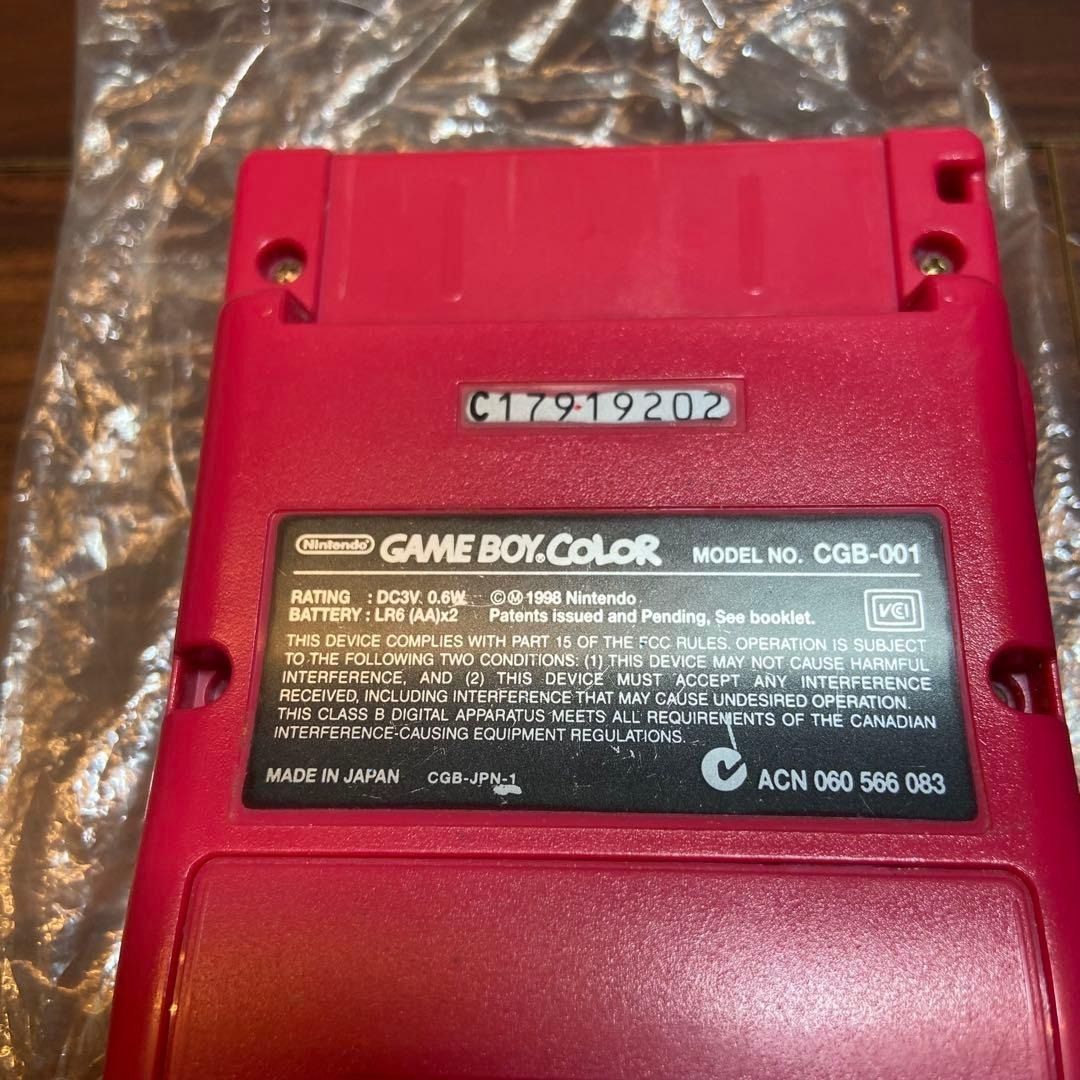 C17919202
Nintendo GAME BOY COLOR MODEL NO. CGB-001
RATING : DC3V 0.6W ©Ⓜ1998 Nintendo
BATTERY : LR6 (AA)x2 Patents issued and Pending, See booklet.
VCI
THIS DEVICE COMPLIES WITH PART 15 OF THE FCC RULES. OPERATION IS SUBJECT
TO THE FOLLOWING TWO CONDITIONS: (1) THIS DEVICE MAY NOT CAUSE HARMFUL
INTERFERENCE, AND (2) THIS DEVICE MUST ACCEPT ANY INTERFERENCE
RECEIVED, INCLUDING INTERFERENCE THAT MAY CAUSE UNDESIRED OPERATION.
THIS CLASS B DIGITAL APPARATUS MEETS ALL REQUIREMENTS OF THE CANADIAN
INTERFERENCE-CAUSING EQUIPMENT REGULATIONS.
MADE IN JAPAN CGB-JPN-1 ACN 060 566 083